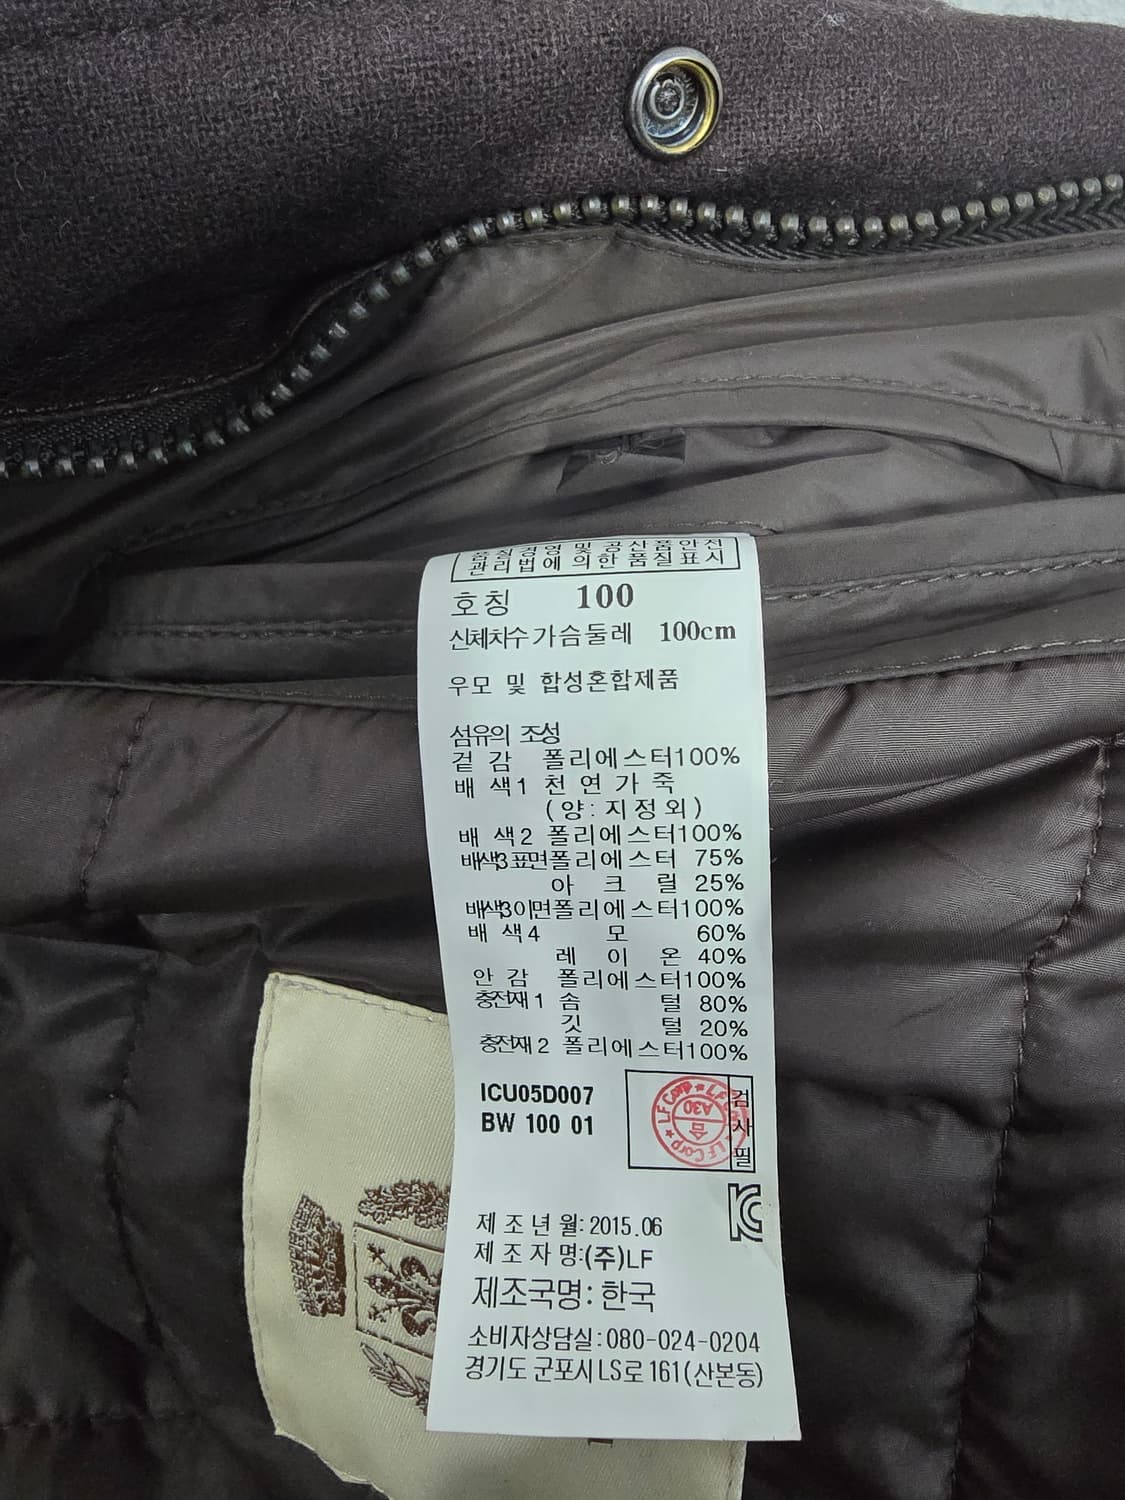 품질경영 및 공산품안전
관리법에 의한 품질표시
호칭 100
신체치수 가슴둘레 100cm
우모 및 합성혼합제품
섬유의 조성
겉 감 폴리에스터100%
배 색1 천 연 가 죽
(양:지정외)
배 색2 폴리에스터100%
배색3표면폴리에스터 75%
아 크 릴 25%
배색3이면폴리에스터100%
배 색4 모 60%
레 이 온 40%
안 감 폴리에스터100%
충전재1 솜 털 80%
깃 털 20%
충전재2 폴리에스터100%
ICU05D007
BW 100 01
LF Corp ★ LF Corp ★ LF Corp
A30
합
검사필
제 조 년 월: 2015.06
제 조 자 명:(주)LF
제조국명: 한국
소비자상담실:080-024-0204
경기도 군포시 LS로 161(산본동)